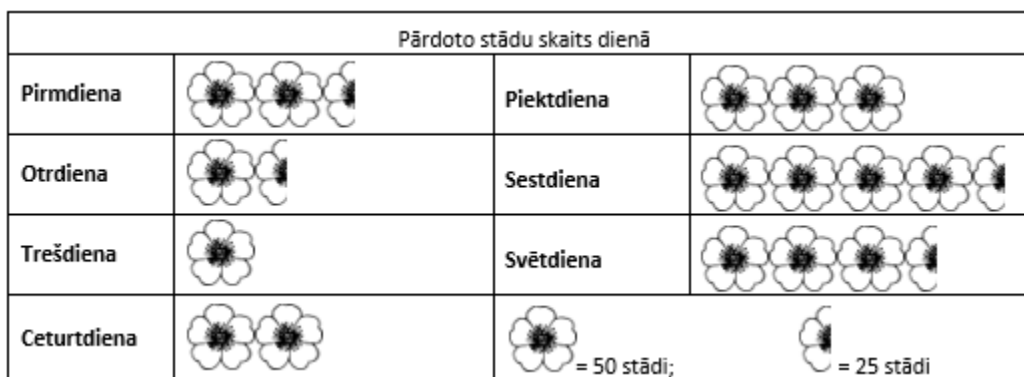 Pārdoto stādu skaits dienā
Pirmdiena
Piektdiena
Otrdiena
Sestdiena
Trešdiena
Svētdiena
Ceturtdiena
= 50 stādi;
= 25 stādi